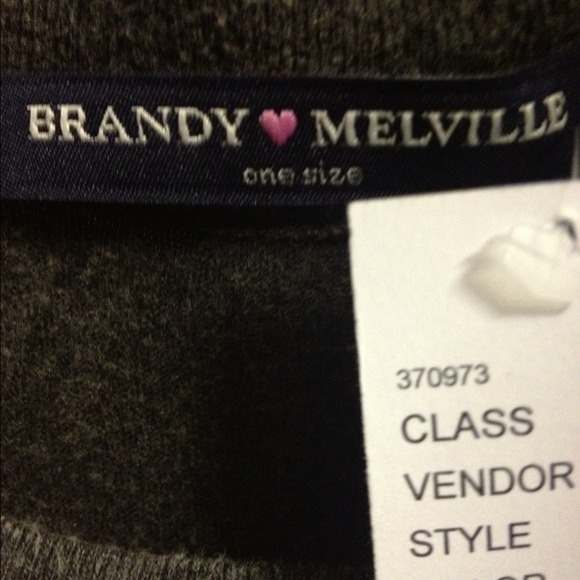 BRANDY MELVILLE
one size
370973
CLASS
VENDOR
STYLE